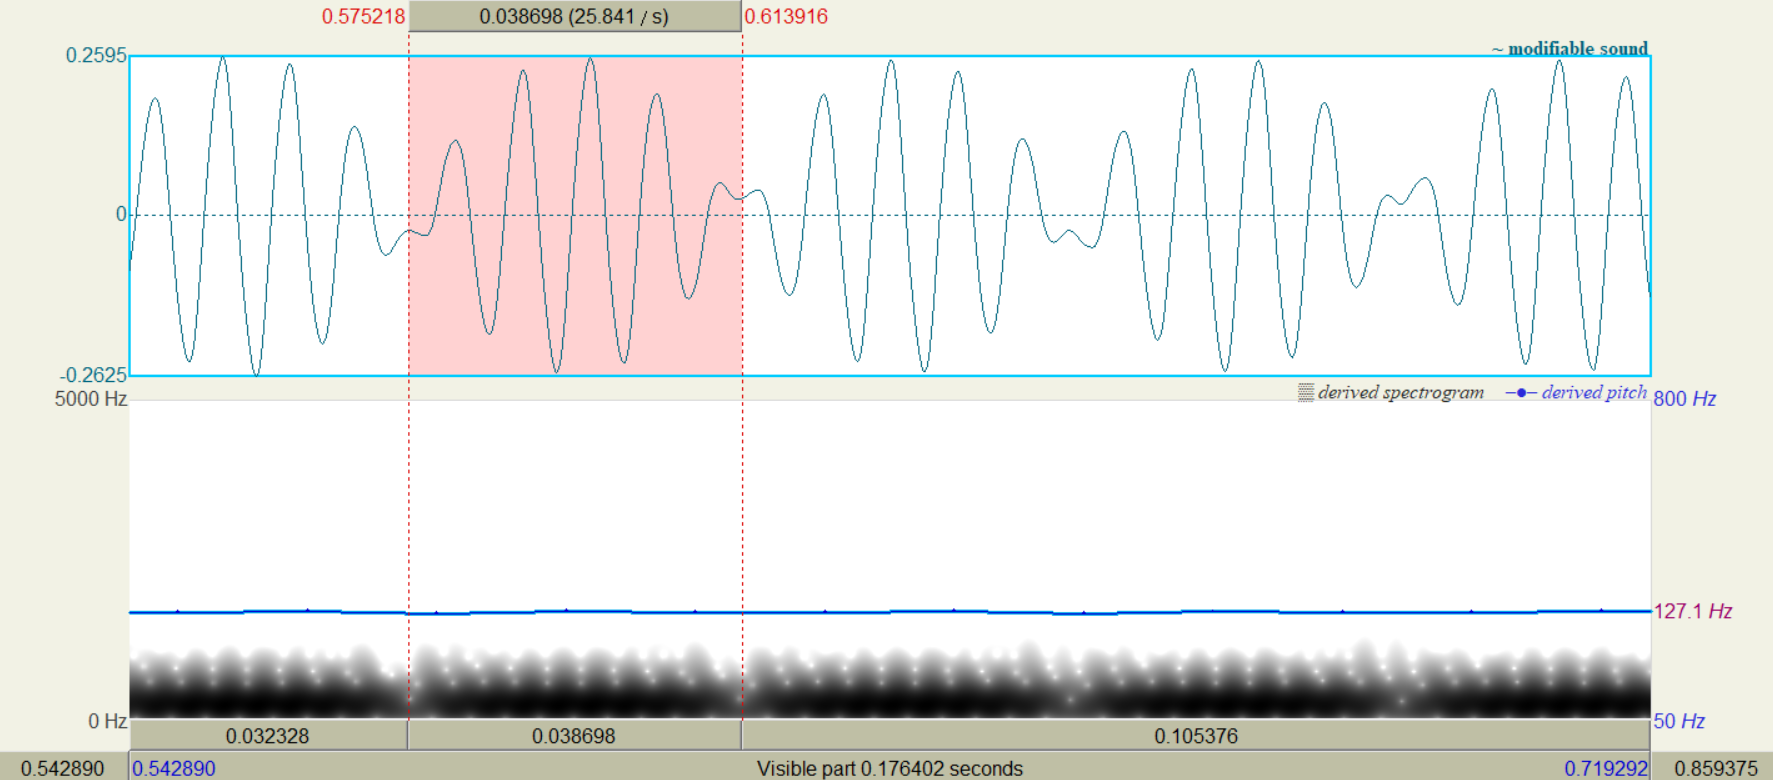 0.575218 0.038698 (25.841 / s) 0.613916
0.2595 ~ modifiable sound
0
-0.2625
5000 Hz derived spectrogram derived pitch 800 Hz
127.1 Hz
0 Hz 50 Hz
0.032328 0.038698 0.105376
0.542890 0.542890 Visible part 0.176402 seconds 0.719292 0.859375